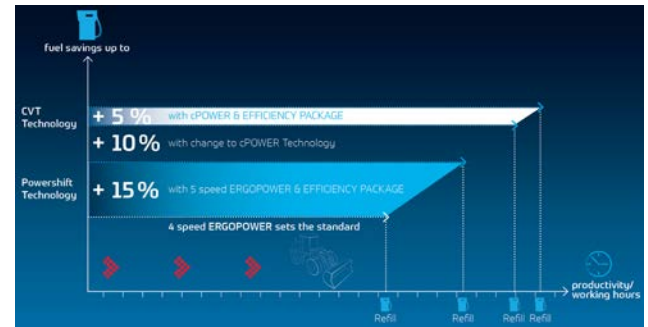 fuel savings up to
CVT
Technology
+ 5 % with cPOWER & EFFICIENCY PACKAGE
+ 10% with change to cPOWER Technology
Powershift
Technology
+ 15% with 5 speed ERGOPOWER & EFFICIENCY PACKAGE
4 speed ERGOPOWER sets the standard
productivity/
working hours
Refill Refill Refill Refill